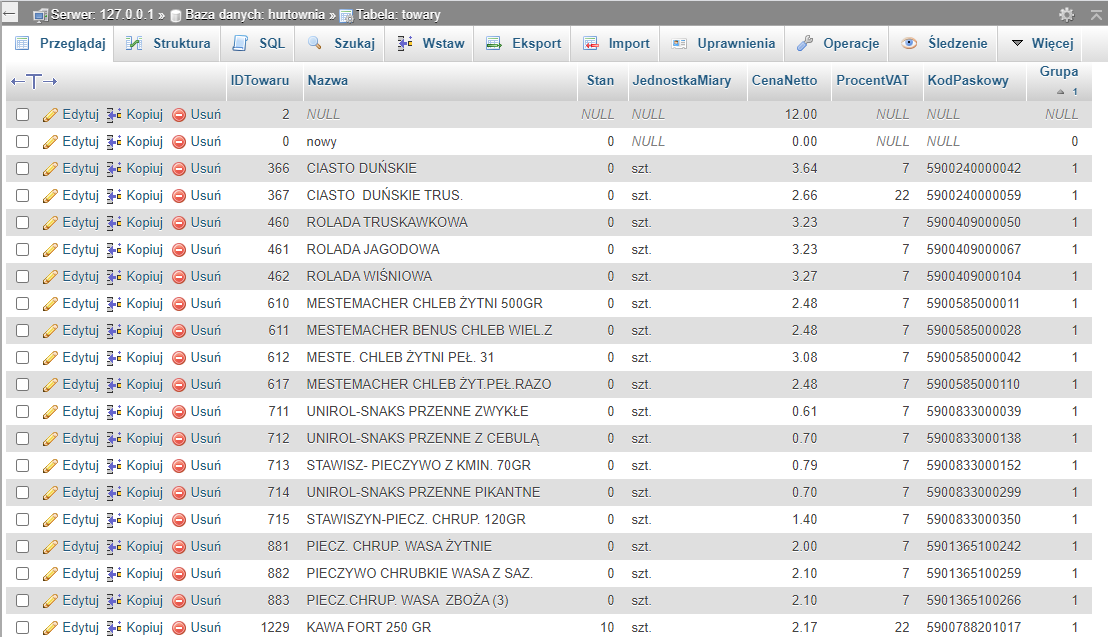 Serwer: 127.0.0.1 » Baza danych: hurtownia » Tabela: towary
Przeglądaj Struktura SQL Szukaj Wstaw Eksport Import Uprawnienia Operacje Śledzenie Więcej
IDTowaru Nazwa Stan JednostkaMiary CenaNetto ProcentVAT KodPaskowy Grupa 1
Edytuj Kopiuj Usuń 2 NULL NULL NULL 12.00 NULL NULL NULL
Edytuj Kopiuj Usuń 0 nowy 0 NULL 0.00 NULL NULL 0
Edytuj Kopiuj Usuń 366 CIASTO DUŃSKIE 0 szt. 3.64 7 5900240000042 1
Edytuj Kopiuj Usuń 367 CIASTO  DUŃSKIE TRUS. 0 szt. 2.66 22 5900240000059 1
Edytuj Kopiuj Usuń 460 ROLADA TRUSKAWKOWA 0 szt. 3.23 7 5900409000050 1
Edytuj Kopiuj Usuń 461 ROLADA JAGODOWA 0 szt. 3.23 7 5900409000067 1
Edytuj Kopiuj Usuń 462 ROLADA WIŚNIOWA 0 szt. 3.27 7 5900409000104 1
Edytuj Kopiuj Usuń 610 MESTEMACHER CHLEB ŻYTNI 500GR 0 szt. 2.48 7 5900585000011 1
Edytuj Kopiuj Usuń 611 MESTEMACHER BENUS CHLEB WIEL.Z 0 szt. 2.48 7 5900585000028 1
Edytuj Kopiuj Usuń 612 MESTE. CHLEB ŻYTNI PEŁ. 31 0 szt. 3.08 7 5900585000042 1
Edytuj Kopiuj Usuń 617 MESTEMACHER CHLEB ŻYT.PEŁ.RAZO 0 szt. 2.48 7 5900585000110 1
Edytuj Kopiuj Usuń 711 UNIROL-SNAKS PRZENNE ZWYKŁE 0 szt. 0.61 7 5900833000039 1
Edytuj Kopiuj Usuń 712 UNIROL-SNAKS PRZENNE Z CEBULĄ 0 szt. 0.70 7 5900833000138 1
Edytuj Kopiuj Usuń 713 STAWISZ- PIECZYWO Z KMIN. 70GR 0 szt. 0.79 7 5900833000152 1
Edytuj Kopiuj Usuń 714 UNIROL-SNAKS PRZENNE PIKANTNE 0 szt. 0.70 7 5900833000299 1
Edytuj Kopiuj Usuń 715 STAWISZYN-PIECZ. CHRUP. 120GR 0 szt. 1.40 7 5900833000350 1
Edytuj Kopiuj Usuń 881 PIECZ. CHRUP. WASA ŻYTNIE 0 szt. 2.00 7 5901365100242 1
Edytuj Kopiuj Usuń 882 PIECZYWO CHRUBKIE WASA Z SAZ. 0 szt. 2.10 7 5901365100259 1
Edytuj Kopiuj Usuń 883 PIECZ.CHRUP. WASA  ZBOŻA (3) 0 szt. 2.10 7 5901365100266 1
Edytuj Kopiuj Usuń 1229 KAWA FORT 250 GR 10 szt. 2.17 22 5900788201017 1